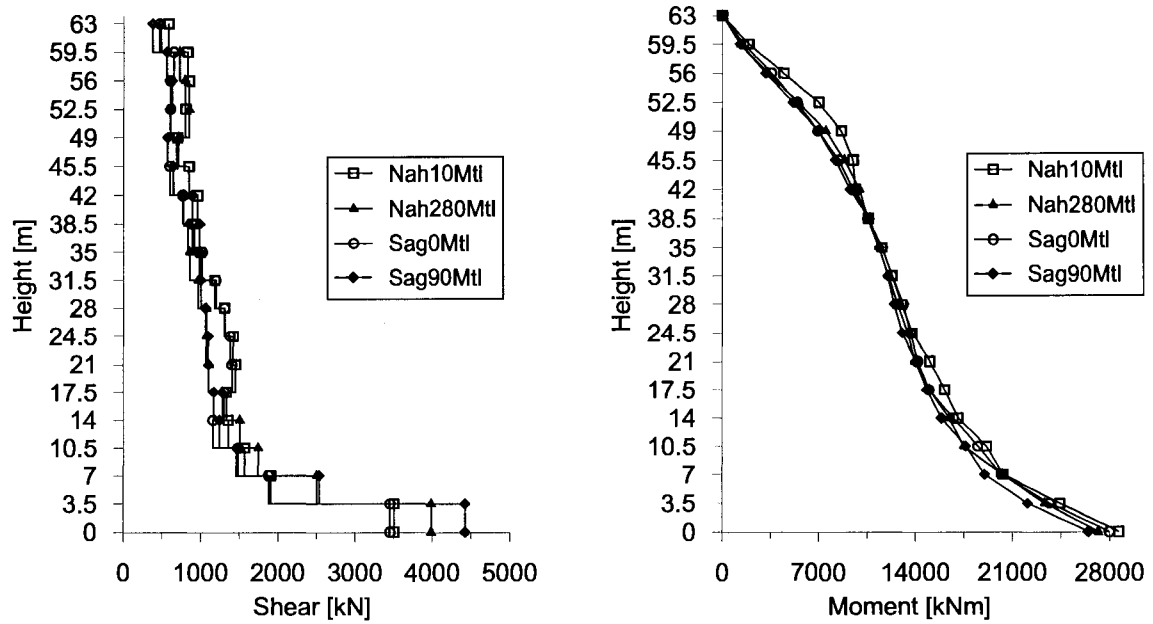 63
59.5
56
52.5
49
45.5
42
38.5
35
31.5
28
24.5
21
17.5
14
10.5
7
3.5
0
Height [m]
0 1000 2000 3000 4000 5000
Shear [kN]
Nah10Mtl
Nah280Mtl
Sag0Mtl
Sag90Mtl
63
59.5
56
52.5
49
45.5
42
38.5
35
31.5
28
24.5
21
17.5
14
10.5
7
3.5
0
Height [m]
0 7000 14000 21000 28000
Moment [kNm]
Nah10Mtl
Nah280Mtl
Sag0Mtl
Sag90Mtl